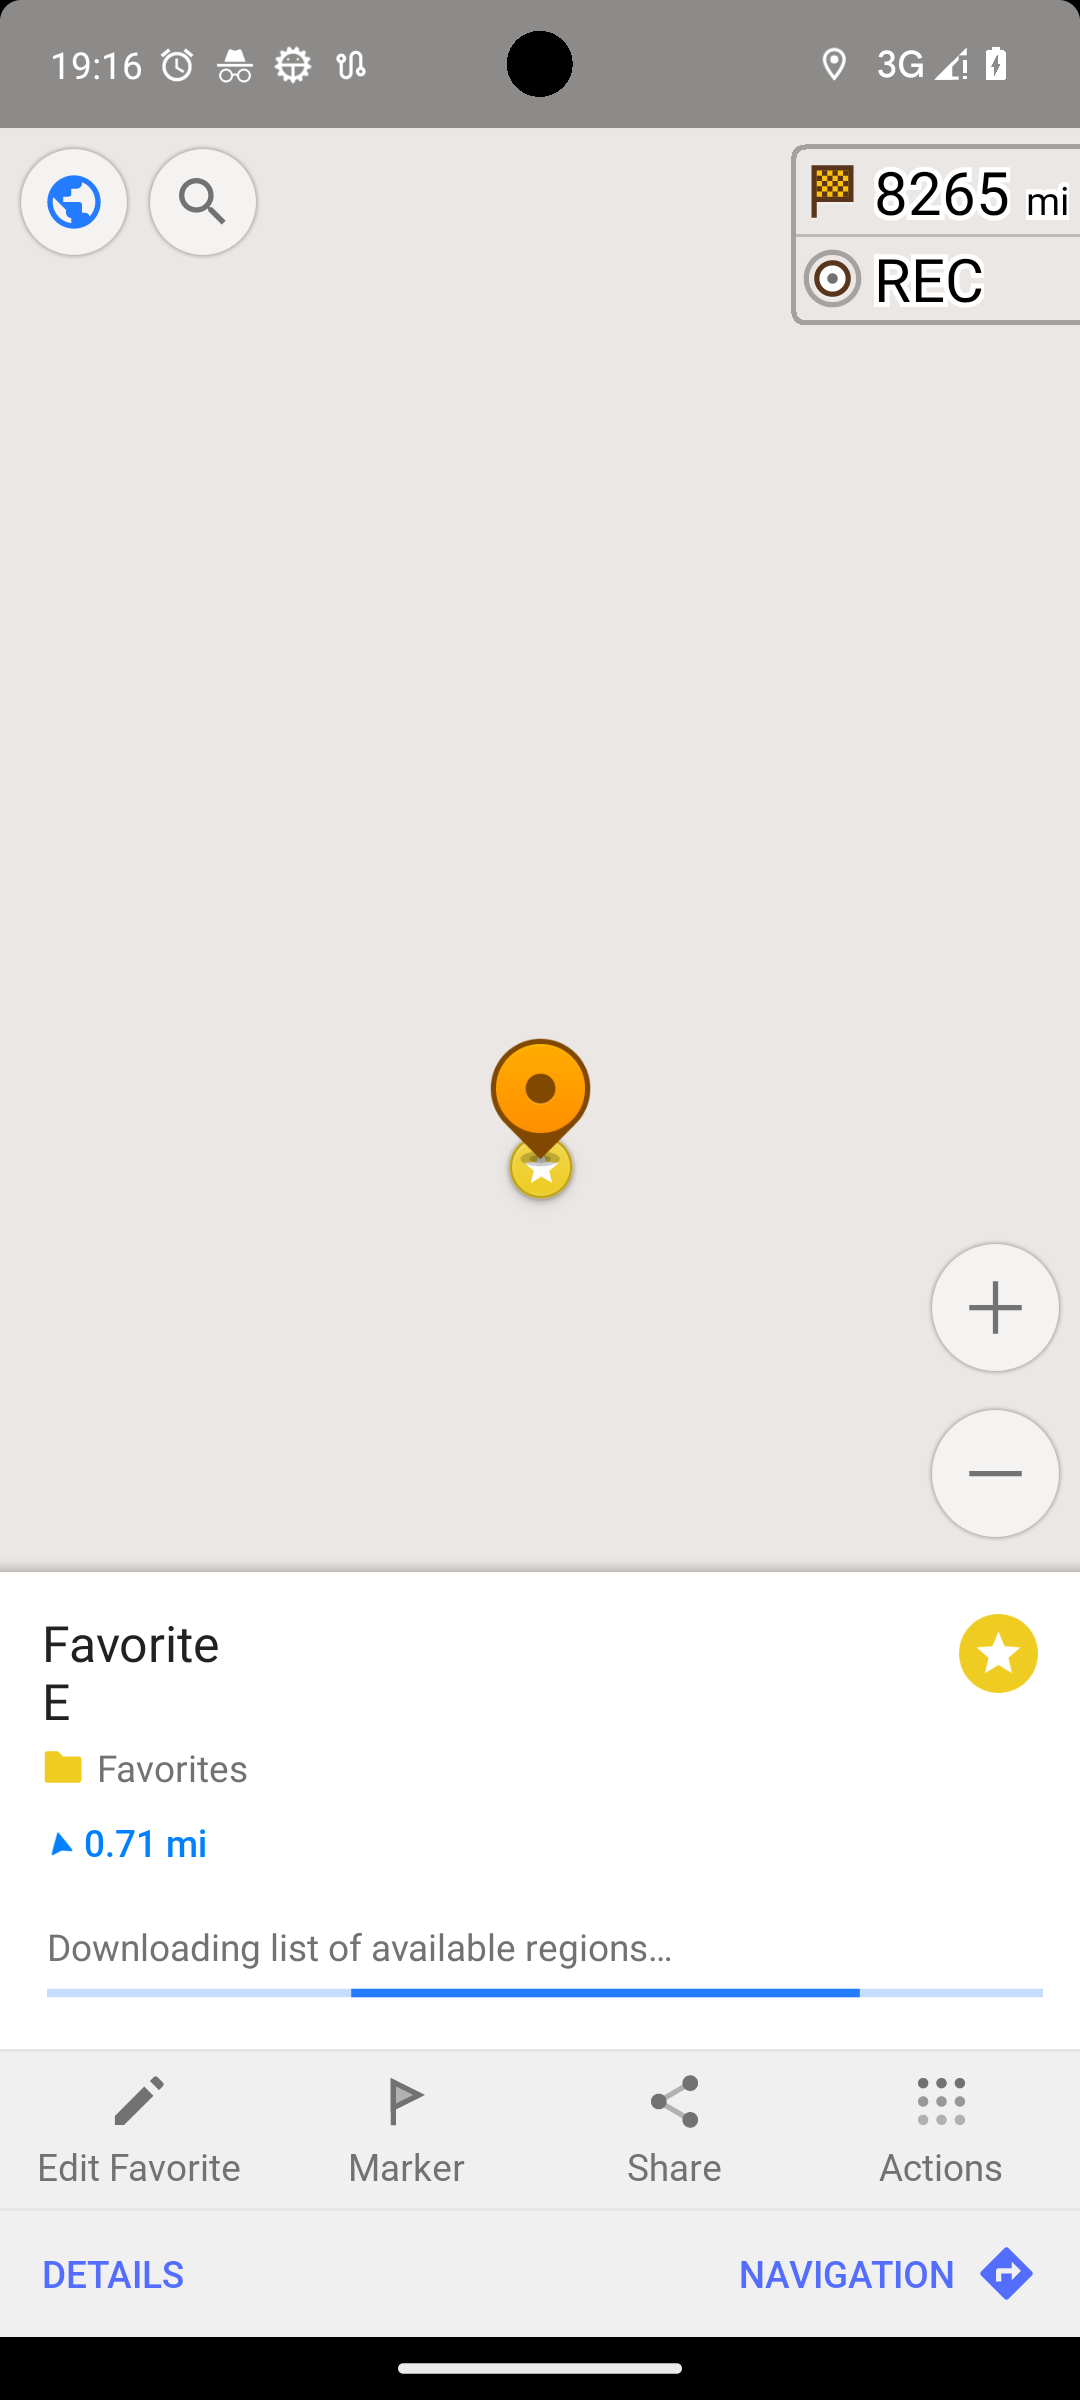 19:16
3G
8265 mi
REC
Favorite
E
Favorites
0.71 mi
Downloading list of available regions…
Edit Favorite
Marker
Share
Actions
DETAILS
NAVIGATION